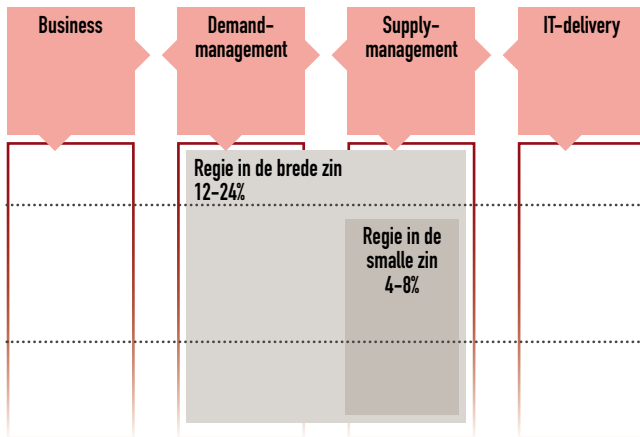 Business
Demand-
management
Supply-
management
IT-delivery
Regie in de brede zin
12-24%
Regie in de
smalle zin
4-8%